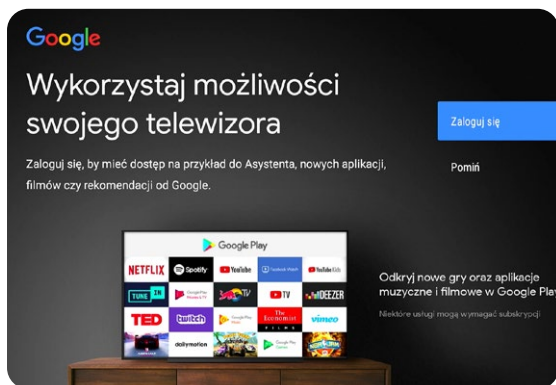 Google
Wykorzystaj możliwości
swojego telewizora
Zaloguj się, by mieć dostęp na przykład do Asystenta, nowych aplikacji,
filmów czy rekomendacji od Google.
Zaloguj się
Pomiń
Google Play
NETFLIX Spotify YouTube YouTube Kids
TUNE IN TV DEEZER
TED twitch The Economist FILMS vimeo
dailymotion
Odkryj nowe gry oraz aplikacje
muzyczne i filmowe w Google Play
Niektóre usługi mogą wymagać subskrypcji